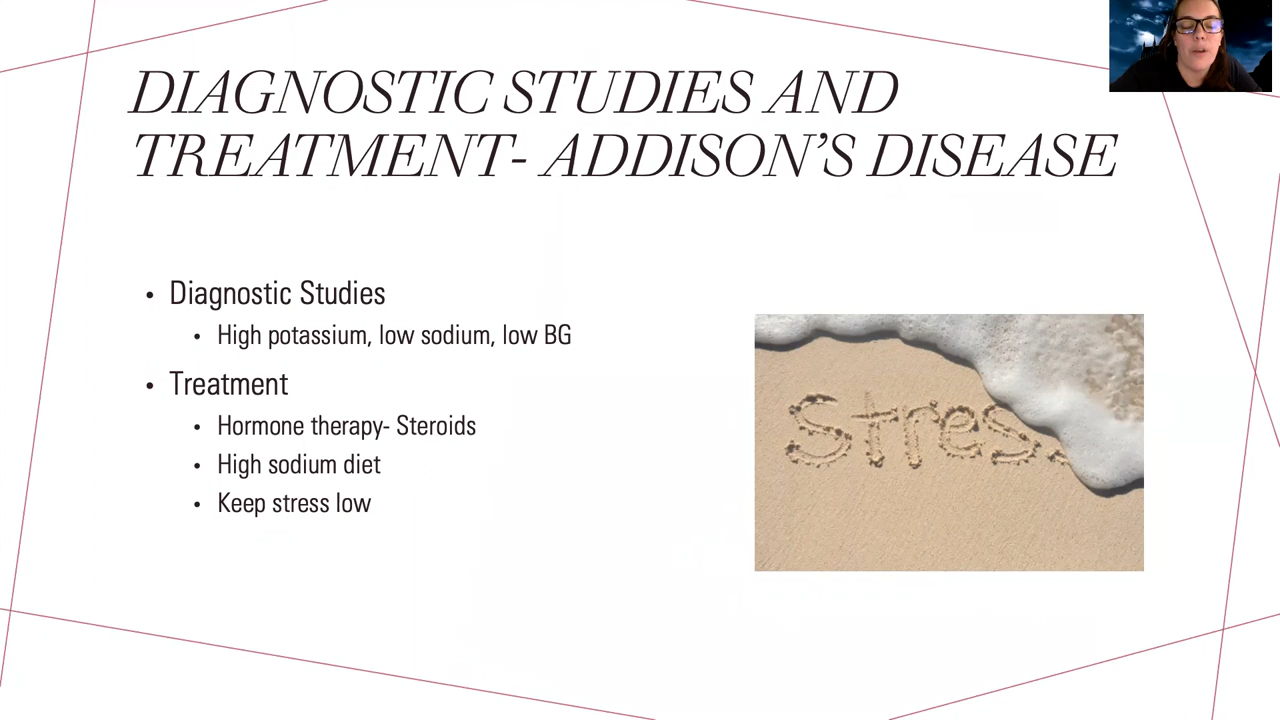 DIAGNOSTIC STUDIES AND
TREATMENT- ADDISON’S DISEASE
• Diagnostic Studies
• High potassium, low sodium, low BG
• Treatment
• Hormone therapy- Steroids
• High sodium diet
• Keep stress low
Stres